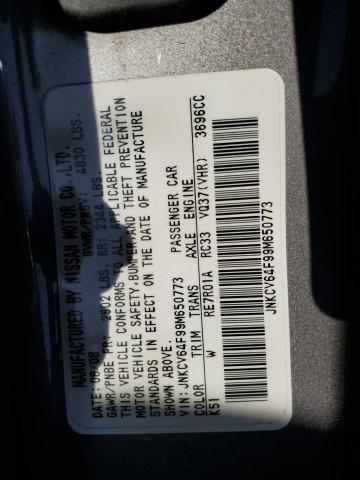 MANUFACTURED BY NISSAN MOTOR CO.,LTD.
DATE: 08/08 GVWR/PNBV: 4830 LBS.
GAWR/PNBE FR: 2502 LBS. RR: 2344 LBS.
THIS VEHICLE CONFORMS TO ALL APPLICABLE FEDERAL
MOTOR VEHICLE SAFETY, BUMPER, AND THEFT PREVENTION
STANDARDS IN EFFECT ON THE DATE OF MANUFACTURE
SHOWN ABOVE.
VIN: JNKCV64F99M650773 PASSENGER CAR
COLOR TRIM TRANS AXLE ENGINE
K51 W RE7R01A RC33 VQ37(VHR) 3696CC
JNKCV64F99M650773